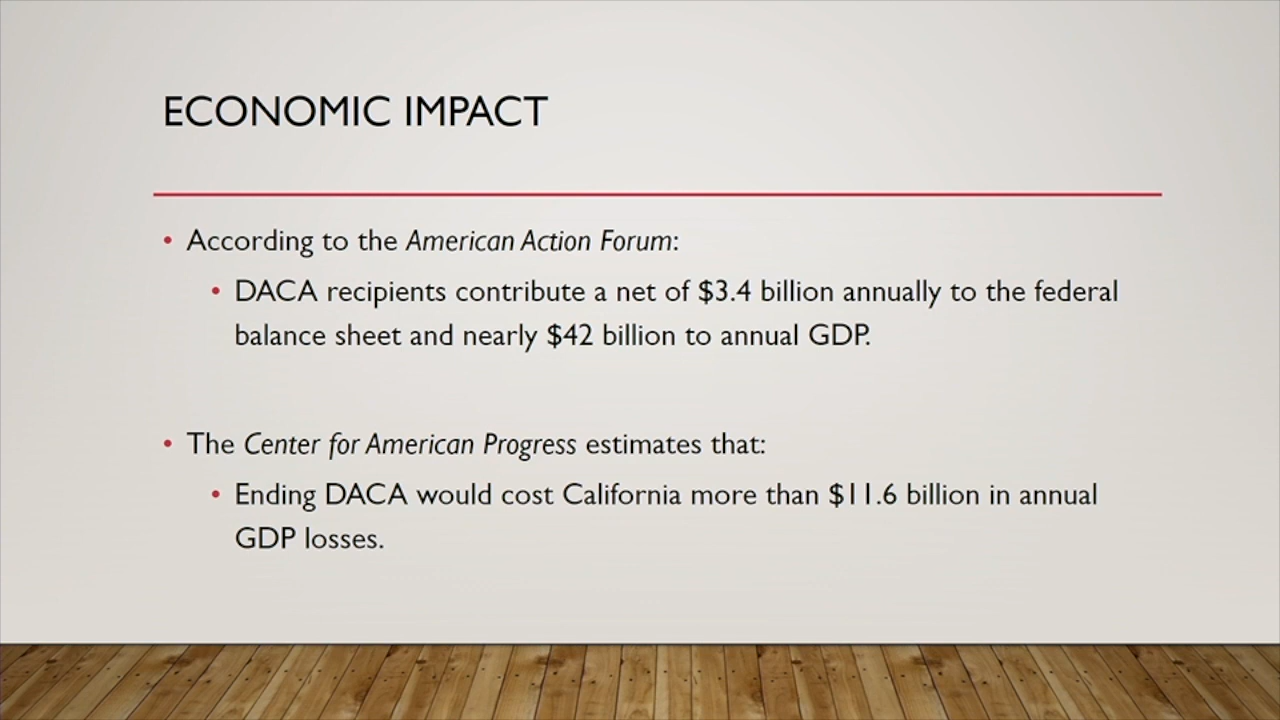 ECONOMIC IMPACT
• According to the American Action Forum:
• DACA recipients contribute a net of $3.4 billion annually to the federal
balance sheet and nearly $42 billion to annual GDP.
• The Center for American Progress estimates that:
• Ending DACA would cost California more than $11.6 billion in annual
GDP losses.